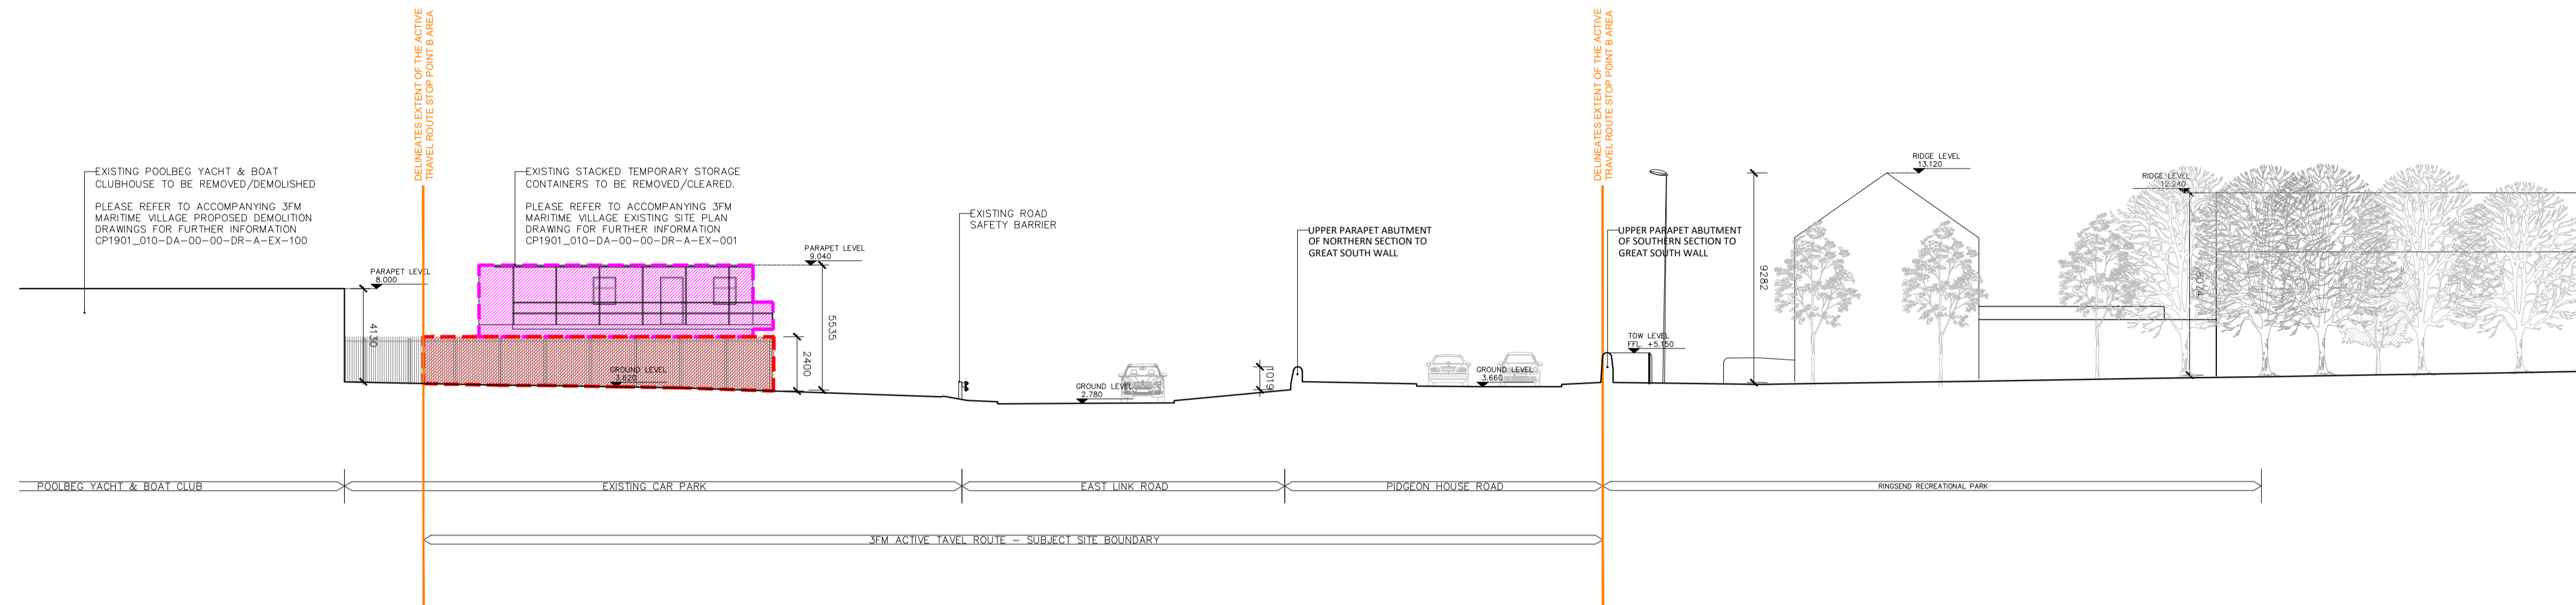 DELINEATES EXTENT OF THE ACTIVE
TRAVEL ROUTE STOP POINT B AREA
DELINEATES EXTENT OF THE ACTIVE
TRAVEL ROUTE STOP POINT B AREA
EXISTING POOLBEG YACHT & BOAT
CLUBHOUSE TO BE REMOVED/DEMOLISHED
PLEASE REFER TO ACCOMPANYING 3FM
MARITIME VILLAGE PROPOSED DEMOLITION
DRAWINGS FOR FURTHER INFORMATION
CP1901_010-DA-00-00-DR-A-EX-100
EXISTING STACKED TEMPORARY STORAGE
CONTAINERS TO BE REMOVED/CLEARED.
PLEASE REFER TO ACCOMPANYING 3FM
MARITIME VILLAGE EXISTING SITE PLAN
DRAWING FOR FURTHER INFORMATION
CP1901_010-DA-00-00-DR-A-EX-001
EXISTING ROAD
SAFETY BARRIER
UPPER PARAPET ABUTMENT
OF NORTHERN SECTION TO
GREAT SOUTH WALL
UPPER PARAPET ABUTMENT
OF SOUTHERN SECTION TO
GREAT SOUTH WALL
RIDGE LEVEL
13.120
RIDGE LEVEL
12.240
PARAPET LEVEL
8.000
PARAPET LEVEL
9.040
4130
5535
2400
GROUND LEVEL
3.620
GROUND LEVEL
2.780
1019
GROUND LEVEL
3.660
TOW LEVEL
FFL. +5.150
9282
8074
POOLBEG YACHT & BOAT CLUB
EXISTING CAR PARK
EAST LINK ROAD
PIDGEON HOUSE ROAD
RINGSEND RECREATIONAL PARK
3FM ACTIVE TAVEL ROUTE - SUBJECT SITE BOUNDARY